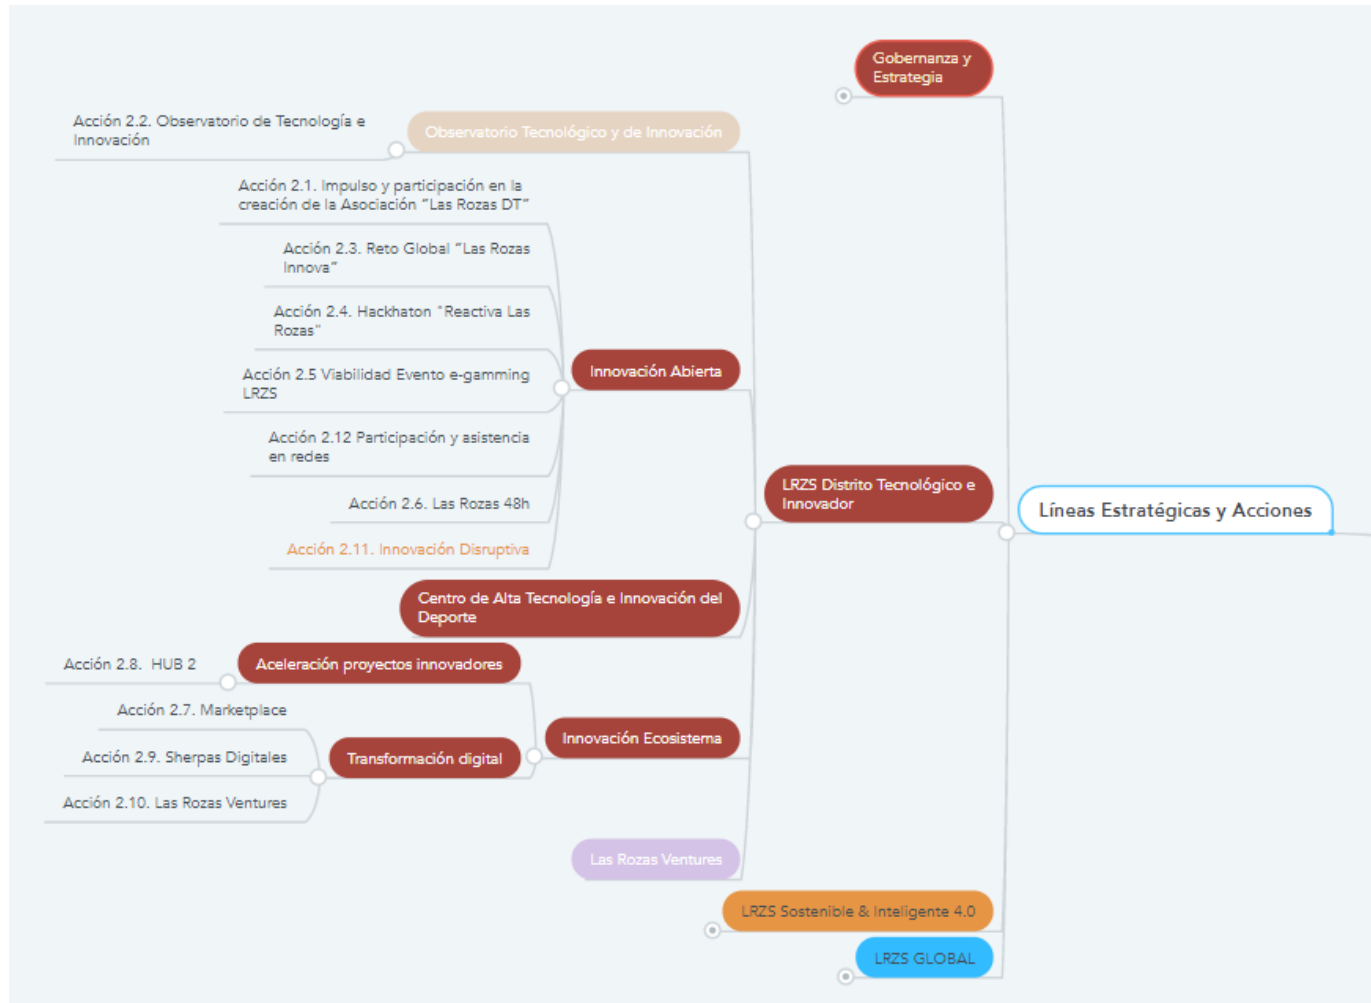 Gobernanza y
Estrategia
Acción 2.2. Observatorio de Tecnología e
Innovación
Observatorio Tecnológico y de Innovación
Acción 2.1. Impulso y participación en la
creación de la Asociación “Las Rozas DT”
Acción 2.3. Reto Global “Las Rozas
Innova”
Acción 2.4. Hackhaton "Reactiva Las
Rozas"
Innovación Abierta
Acción 2.5 Viabilidad Evento e-gamming
LRZS
Acción 2.12 Participación y asistencia
en redes
Acción 2.6. Las Rozas 48h
Acción 2.11. Innovación Disruptiva
LRZS Distrito Tecnológico e
Innovador
Líneas Estratégicas y Acciones
Centro de Alta Tecnología e Innovación del
Deporte
Acción 2.8. HUB 2
Aceleración proyectos innovadores
Acción 2.7. Marketplace
Innovación Ecosistema
Acción 2.9. Sherpas Digitales
Transformación digital
Acción 2.10. Las Rozas Ventures
Las Rozas Ventures
LRZS Sostenible & Inteligente 4.0
LRZS GLOBAL